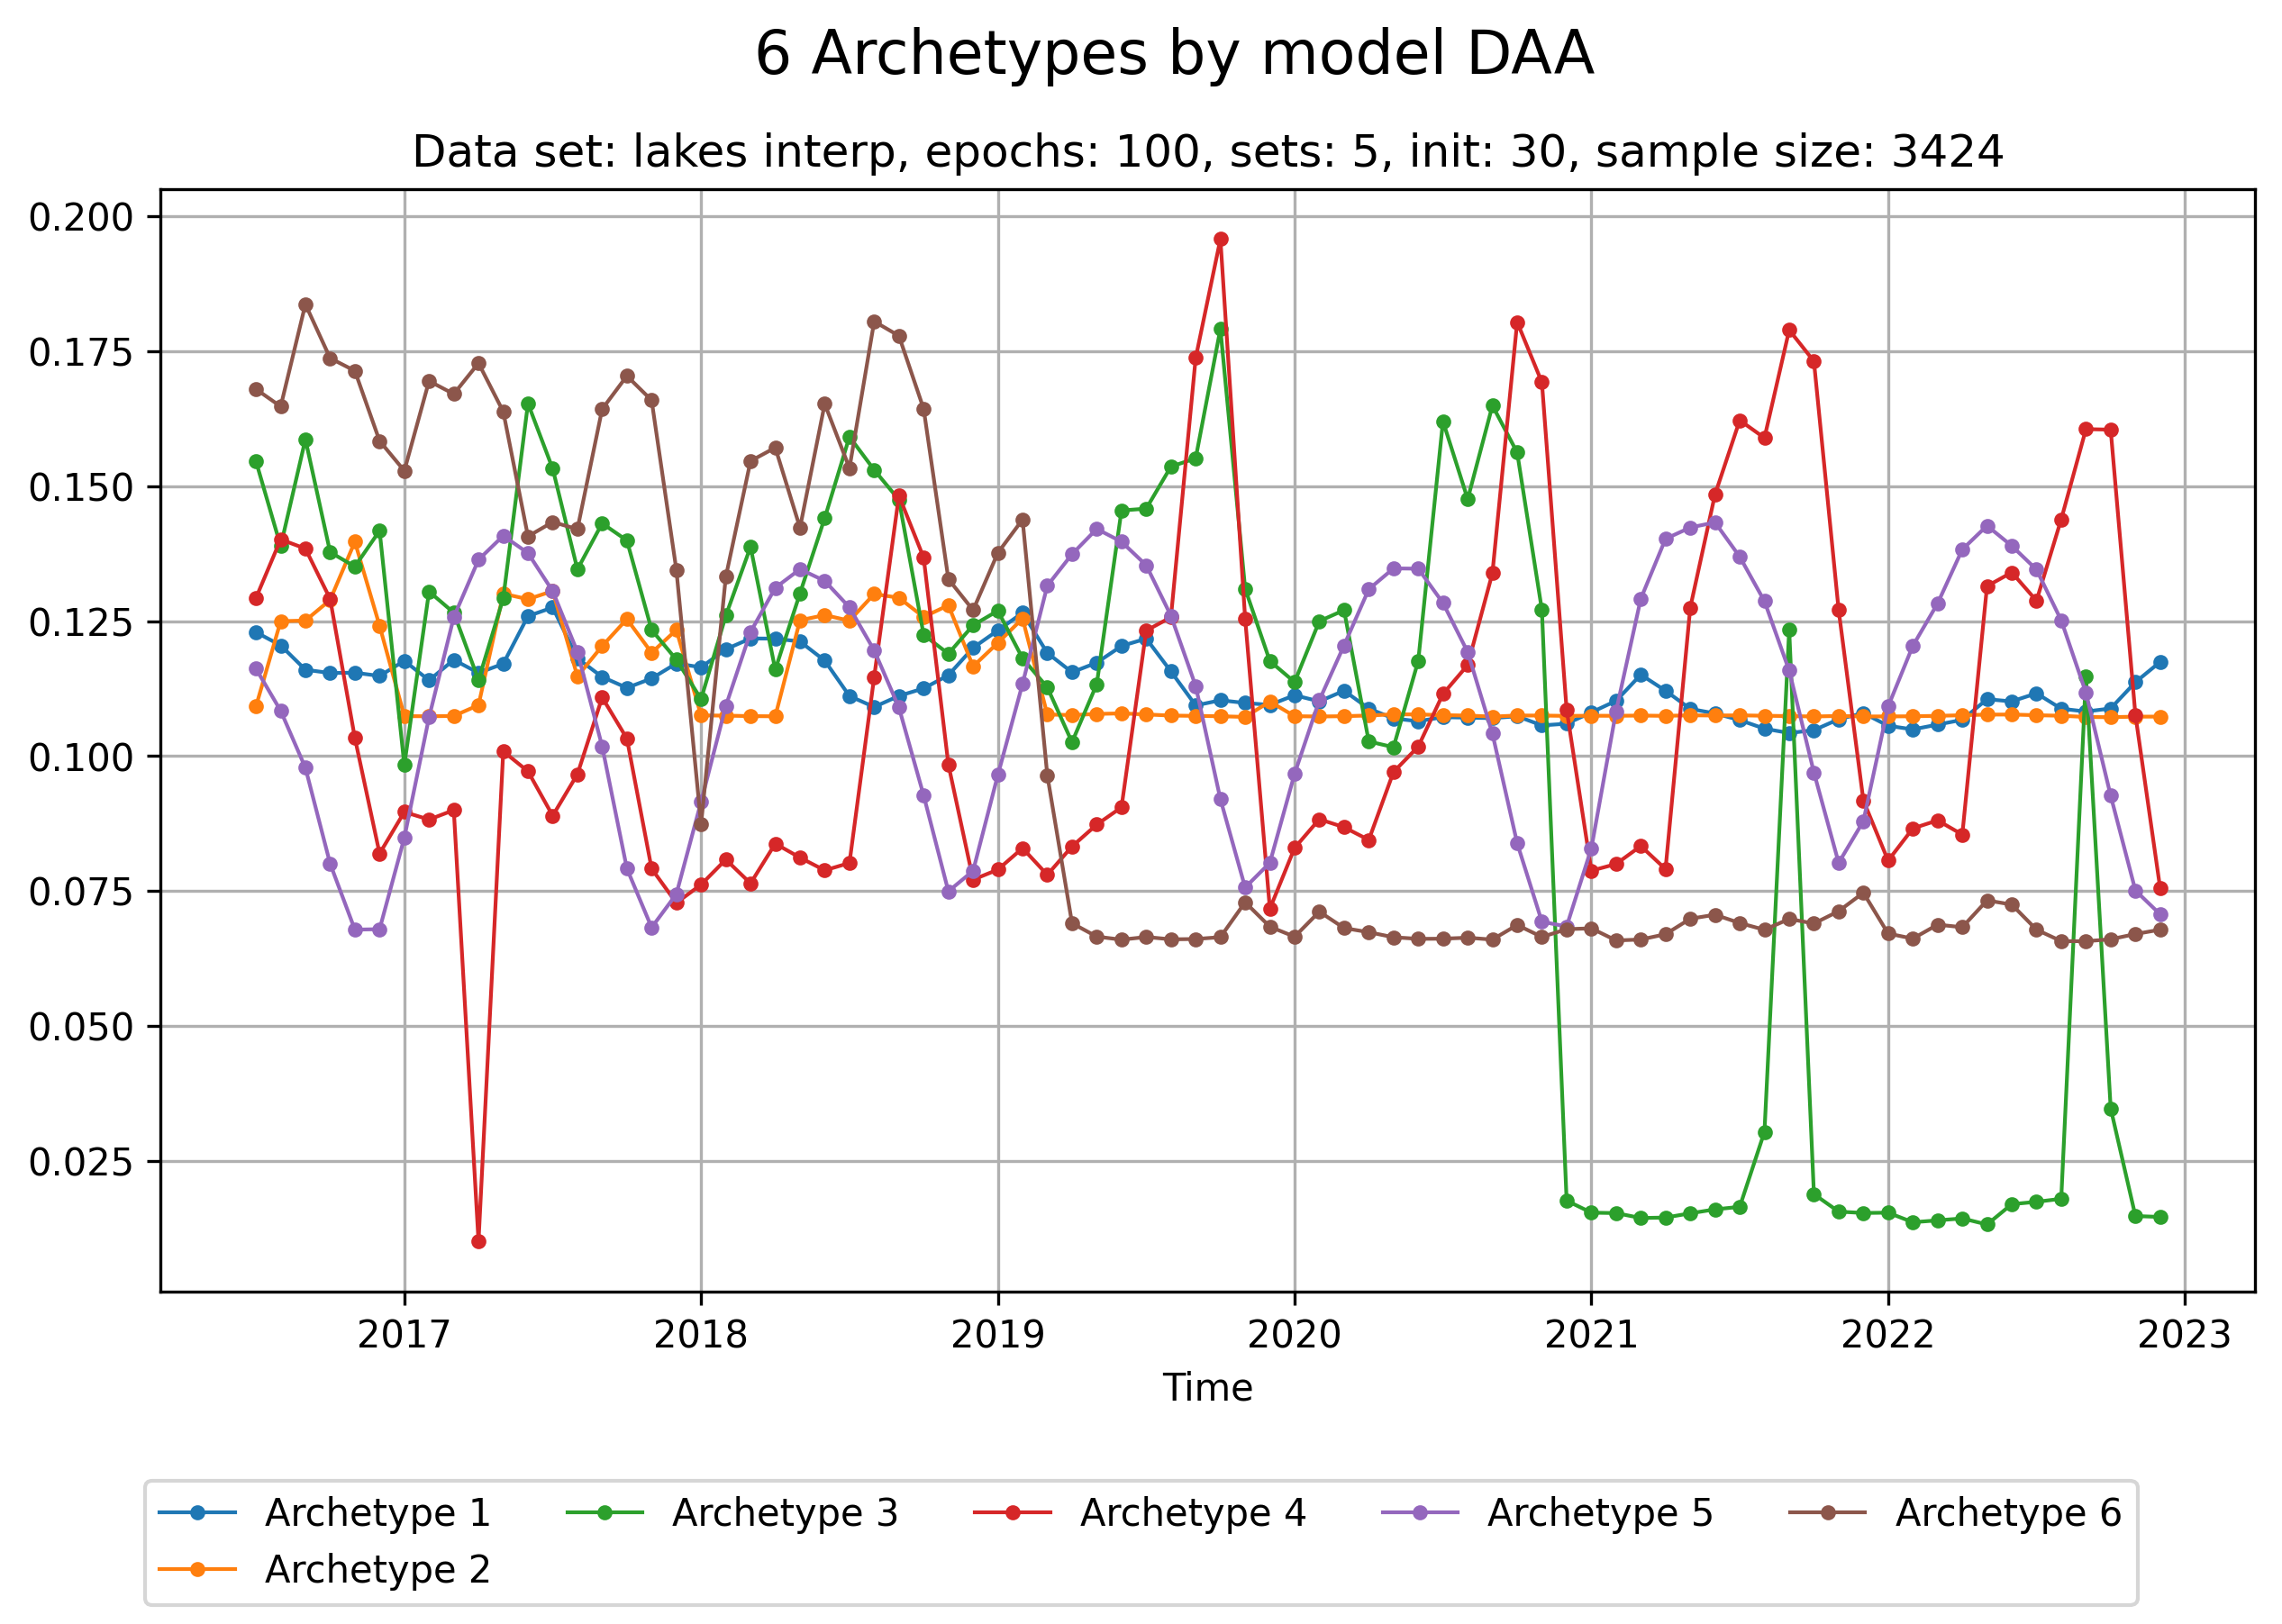 6 Archetypes by model DAA
Data set: lakes interp, epochs: 100, sets: 5, init: 30, sample size: 3424
0.200
0.175
0.150
0.125
0.100
0.075
0.050
0.025
2017 2018 2019 2020 2021 2022 2023
Time
Archetype 1 Archetype 3 Archetype 4 Archetype 5 Archetype 6
Archetype 2